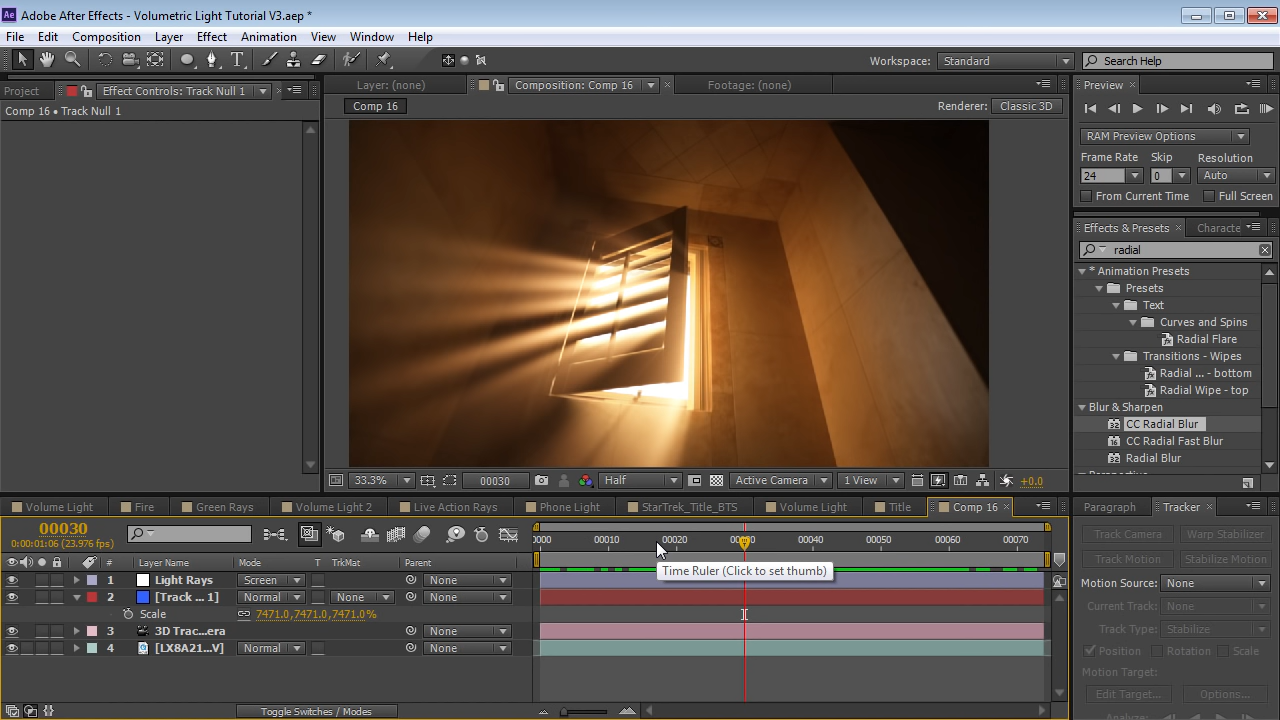 Adobe After Effects - Volumetric Light Tutorial V3.aep *
File Edit Composition Layer Effect Animation View Window Help
Workspace: Standard Search Help
Project Effect Controls: Track Null 1
Layer: (none) Composition: Comp 16 Footage: (none)
Preview
Comp 16 • Track Null 1
Comp 16
Renderer: Classic 3D
RAM Preview Options
Frame Rate Skip Resolution
24 0 Auto
From Current Time Full Screen
Effects & Presets Characte
radial
* Animation Presets
Presets
Text
Curves and Spins
Radial Flare
Transitions - Wipes
Radial ... - bottom
Radial Wipe - top
Blur & Sharpen
CC Radial Blur
CC Radial Fast Blur
Radial Blur
33.3% 00030 Half Active Camera 1 View +0.0
Volume Light Fire Green Rays Volume Light 2 Live Action Rays Phone Light StarTrek_Title_BTS Volume Light Title Comp 16
Paragraph Tracker
00030
0:00:01:06 (23.976 fps)
0000 00010 00020 00040 00050 00060 00070
Time Ruler (Click to set thumb)
# Layer Name Mode T TrkMat Parent
1 Light Rays Screen None
2 [Track ... 1] Normal None None
Scale 7471.0,7471.0,7471.0%
3 3D Trac...era None
4 [LX8A21...V] Normal None
Toggle Switches / Modes
Track Camera Warp Stabilizer
Track Motion Stabilize Motion
Motion Source: None
Current Track: None
Track Type: Stabilize
Position Rotation Scale
Motion Target:
Edit Target... Options...